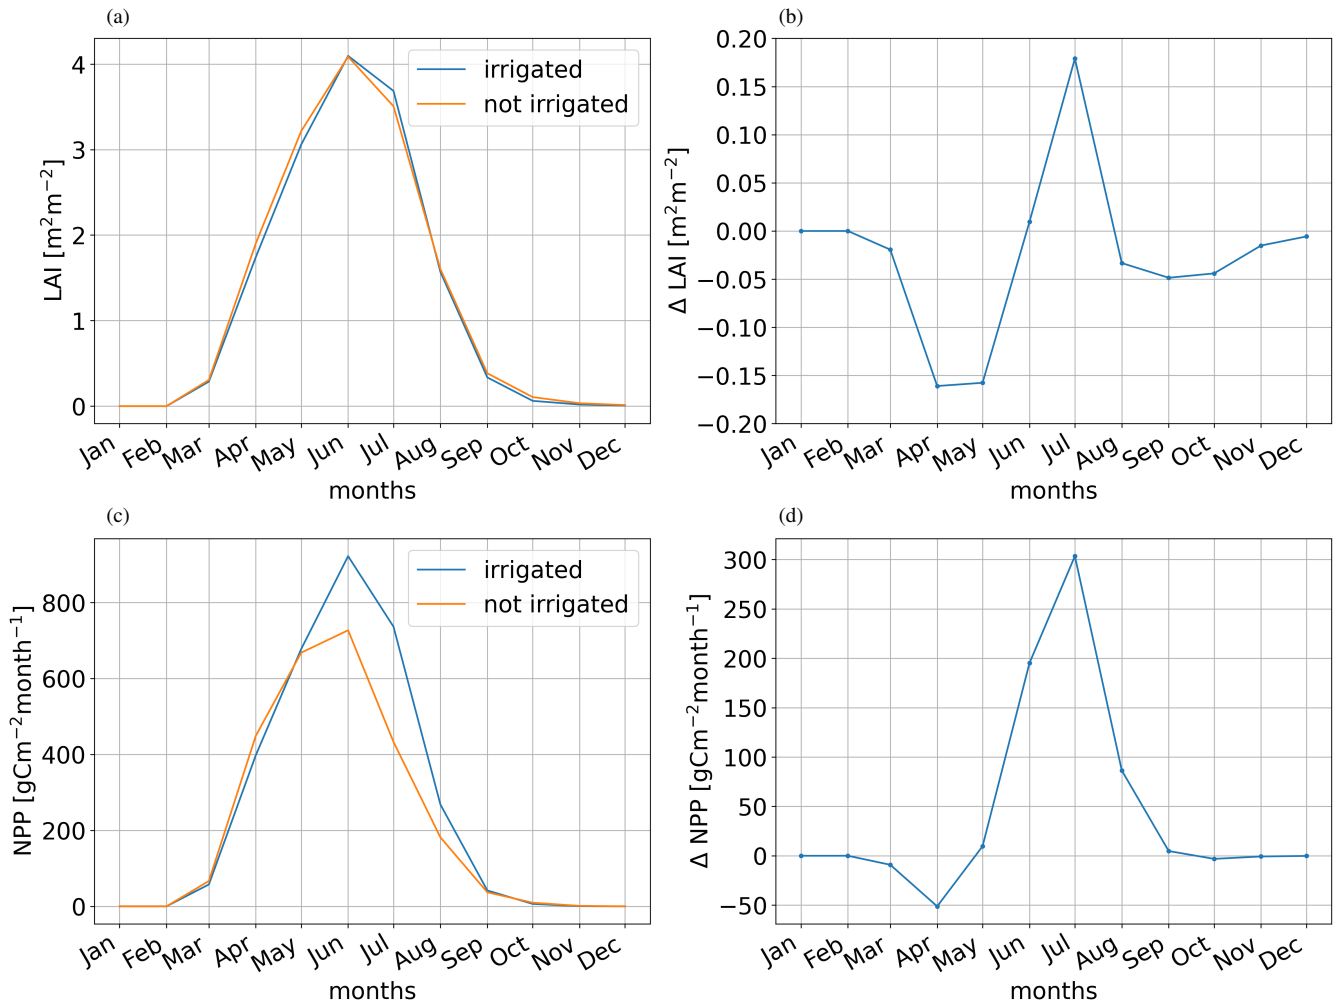 (a)
LAI [m²m⁻²]
4
3
2
1
0
irrigated
not irrigated
Jan Feb Mar Apr May Jun Jul Aug Sep Oct Nov Dec
months
(b)
Δ LAI [m²m⁻²]
0.20
0.15
0.10
0.05
0.00
−0.05
−0.10
−0.15
−0.20
Jan Feb Mar Apr May Jun Jul Aug Sep Oct Nov Dec
months
(c)
NPP [gCm⁻²month⁻¹]
800
600
400
200
0
irrigated
not irrigated
Jan Feb Mar Apr May Jun Jul Aug Sep Oct Nov Dec
months
(d)
Δ NPP [gCm⁻²month⁻¹]
300
250
200
150
100
50
0
−50
Jan Feb Mar Apr May Jun Jul Aug Sep Oct Nov Dec
months